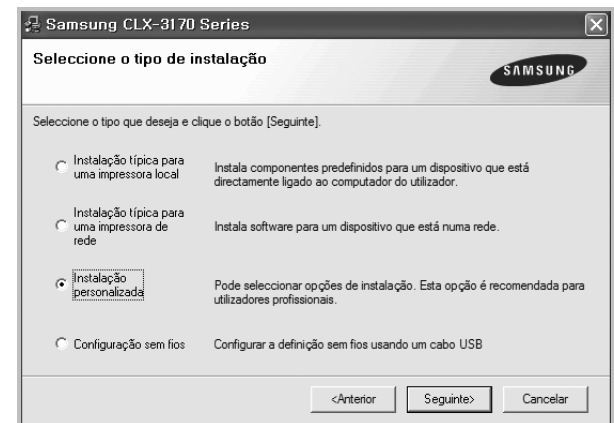 Samsung CLX-3170 Series
Seleccione o tipo de instalação
SAMSUNG
Seleccione o tipo que deseja e clique o botão [Seguinte].
Instalação típica para
uma impressora local
Instala componentes predefinidos para um dispositivo que está
directamente ligado ao computador do utilizador.
Instalação típica para
uma impressora de
rede
Instala software para um dispositivo que está numa rede.
Instalação
personalizada
Pode seleccionar opções de instalação. Esta opção é recomendada para
utilizadores profissionais.
Configuração sem fios
Configurar a definição sem fios usando um cabo USB
<Anterior
Seguinte>
Cancelar